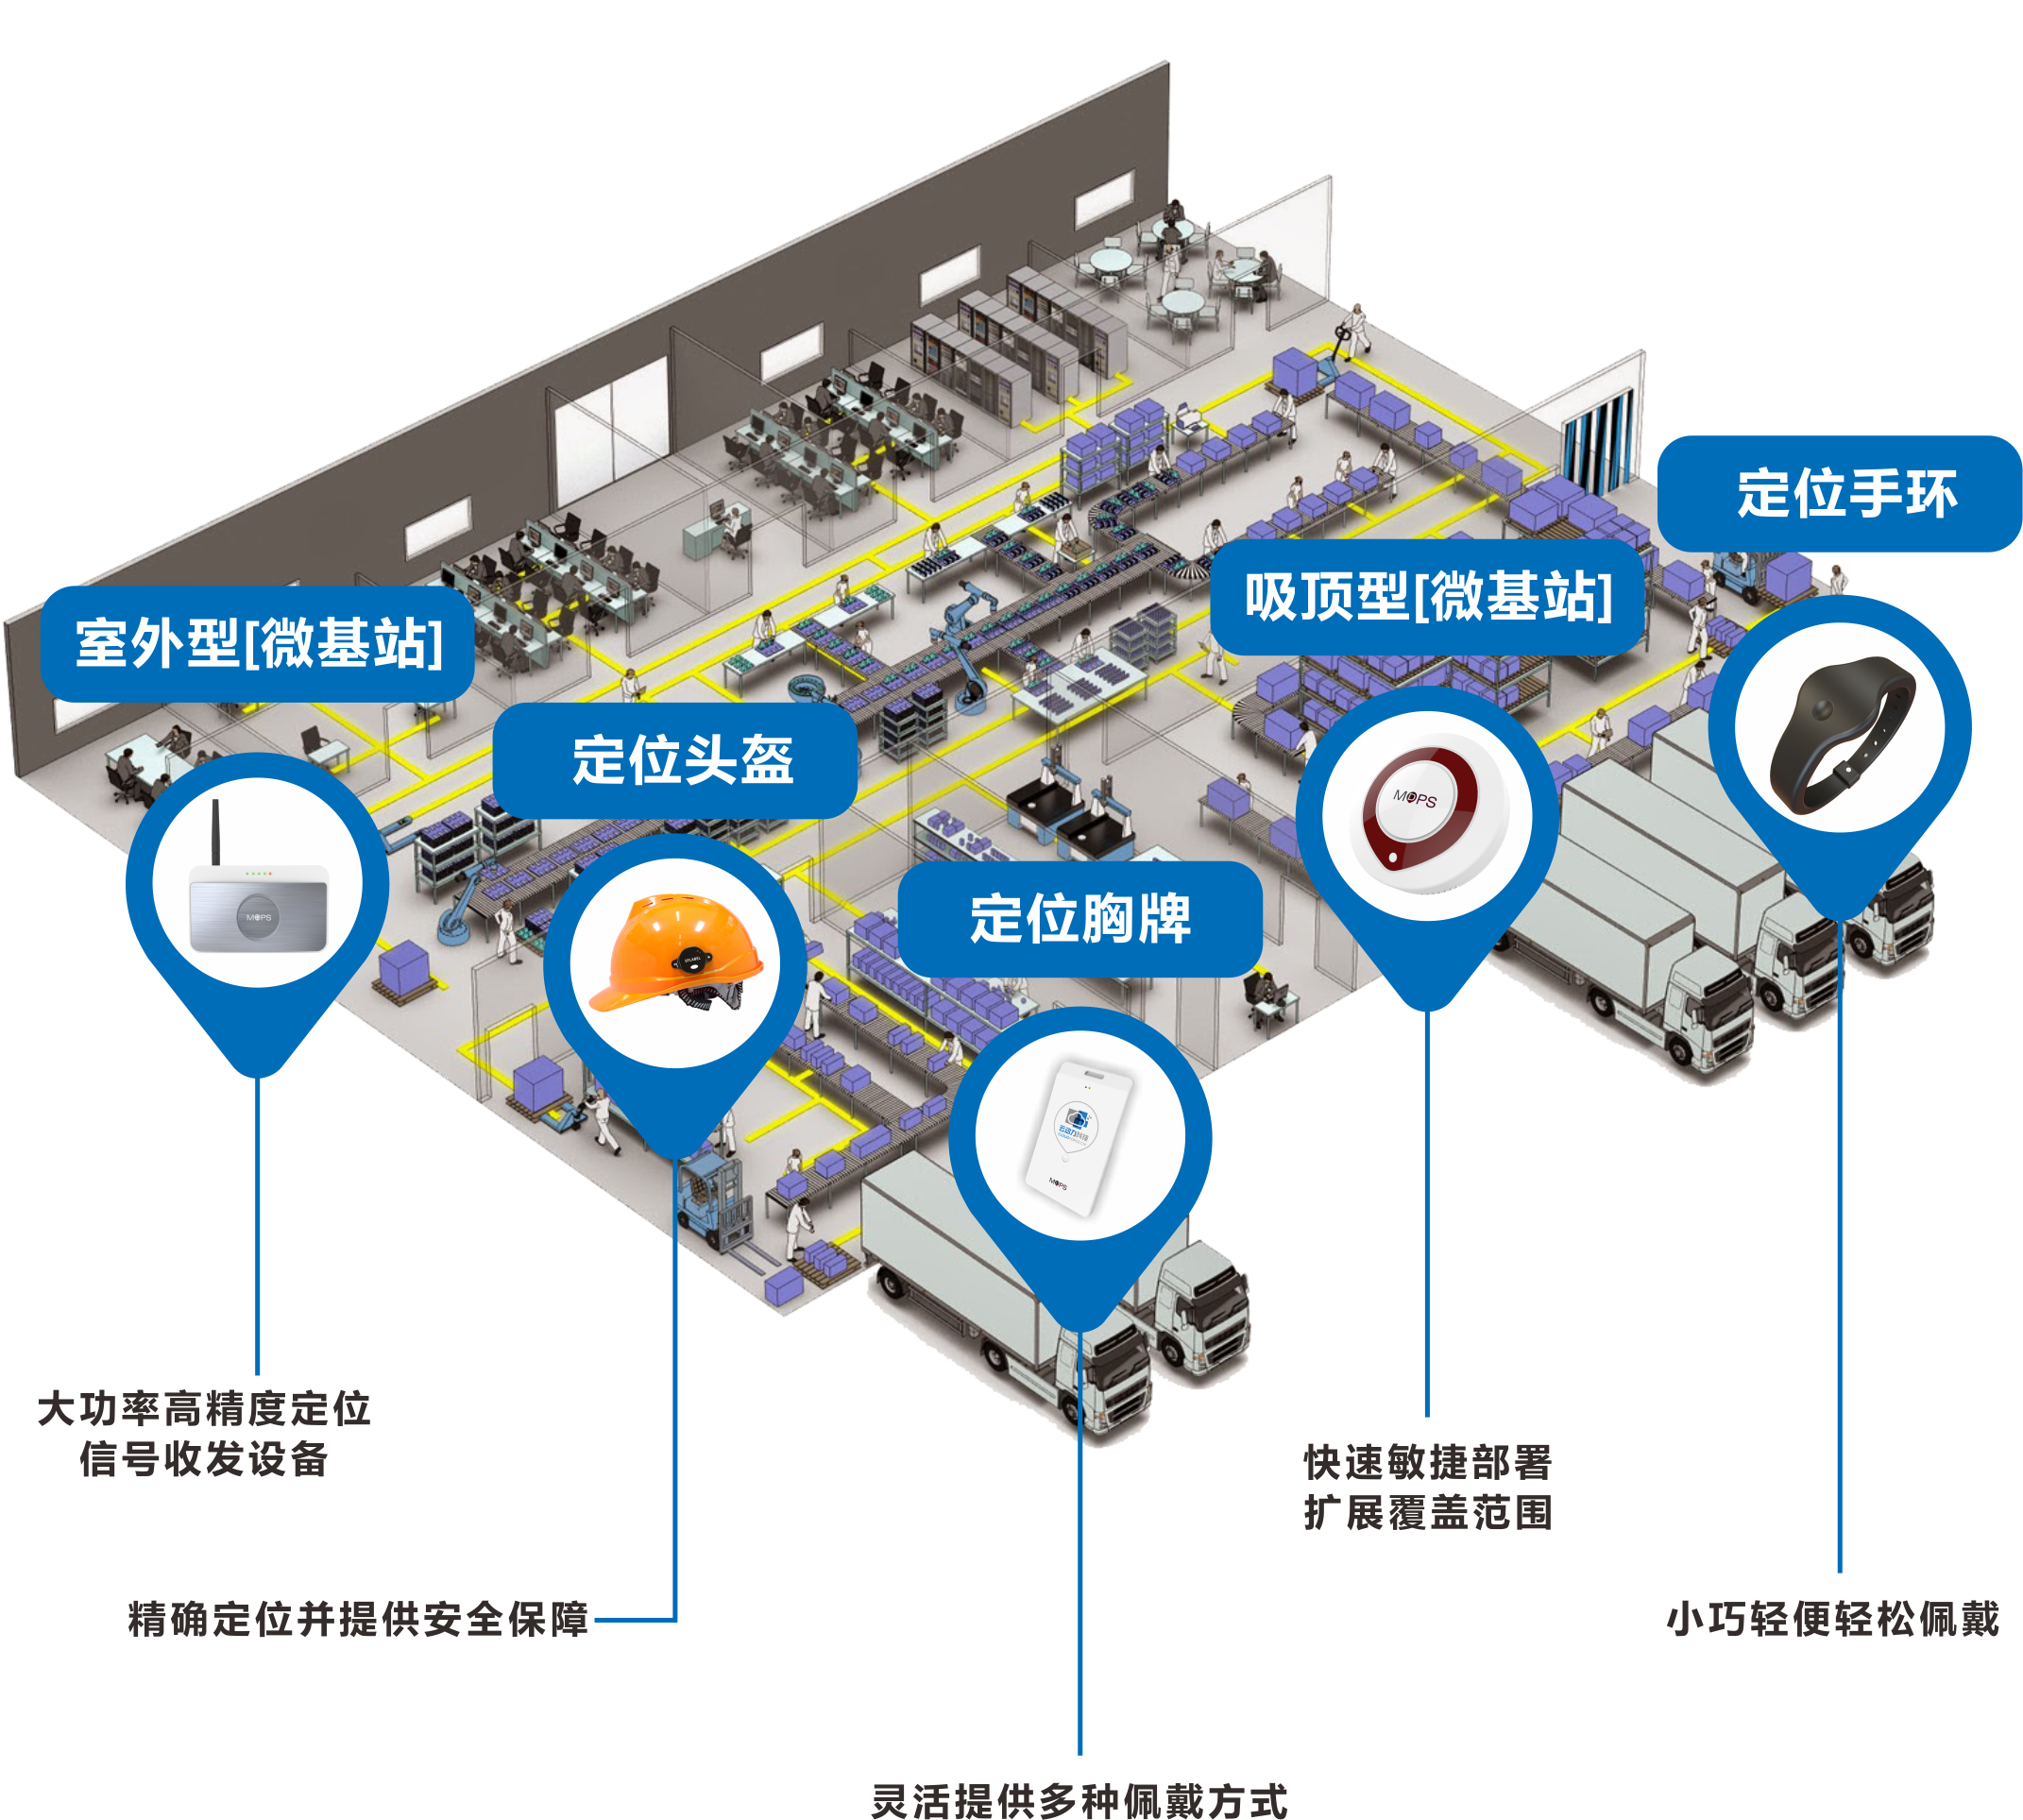 定位手环
吸顶型[微基站]
室外型[微基站]
定位头盔
定位胸牌
MOPS
MOPS
MOPS
大功率高精度定位
信号收发设备
快速敏捷部署
扩展覆盖范围
精确定位并提供安全保障
小巧轻便轻松佩戴
灵活提供多种佩戴方式